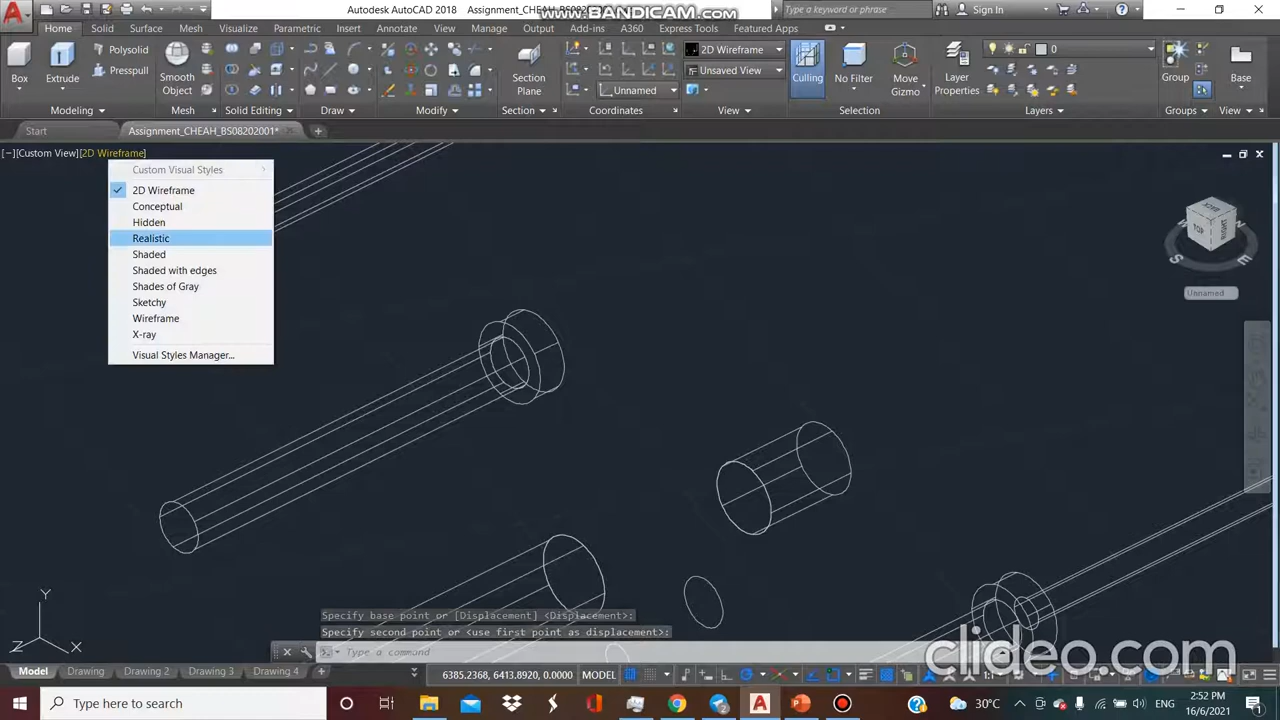 Autodesk AutoCAD 2018 Assignment_CHEAH_BS0820
www.BANDICAM.com
Type a keyword or phrase
Sign In
Home Solid Surface Mesh Visualize Parametric Insert Annotate View Manage Output Add-ins A360 Express Tools Featured Apps
Box
Extrude
Polysolid
Presspull
Smooth
Object
Section
Plane
Unnamed
2D Wireframe
Unsaved View
Culling
No Filter
Move
Gizmo
Layer
Properties
0
Group
Base
Modeling
Mesh
Solid Editing
Draw
Modify
Section
Coordinates
View
Selection
Layers
Groups
View
Start
Assignment_CHEAH_BS08202001*
[−][Custom View][2D Wireframe]
Custom Visual Styles
2D Wireframe
Conceptual
Hidden
Realistic
Shaded
Shaded with edges
Shades of Gray
Sketchy
Wireframe
X-ray
Visual Styles Manager...
BACK
TOP
RIGHT
N
S
E
Unnamed
Y
Z
X
Specify base point or [Displacement] <Displacement>:
Specify second point or <use first point as displacement>:
Type a command
clideo.com
Model Drawing Drawing 2 Drawing 3 Drawing 4
6385.2368, 6413.8920, 0.0000 MODEL
1:1
Type here to search
30°C
ENG
2:52 PM
16/6/2021